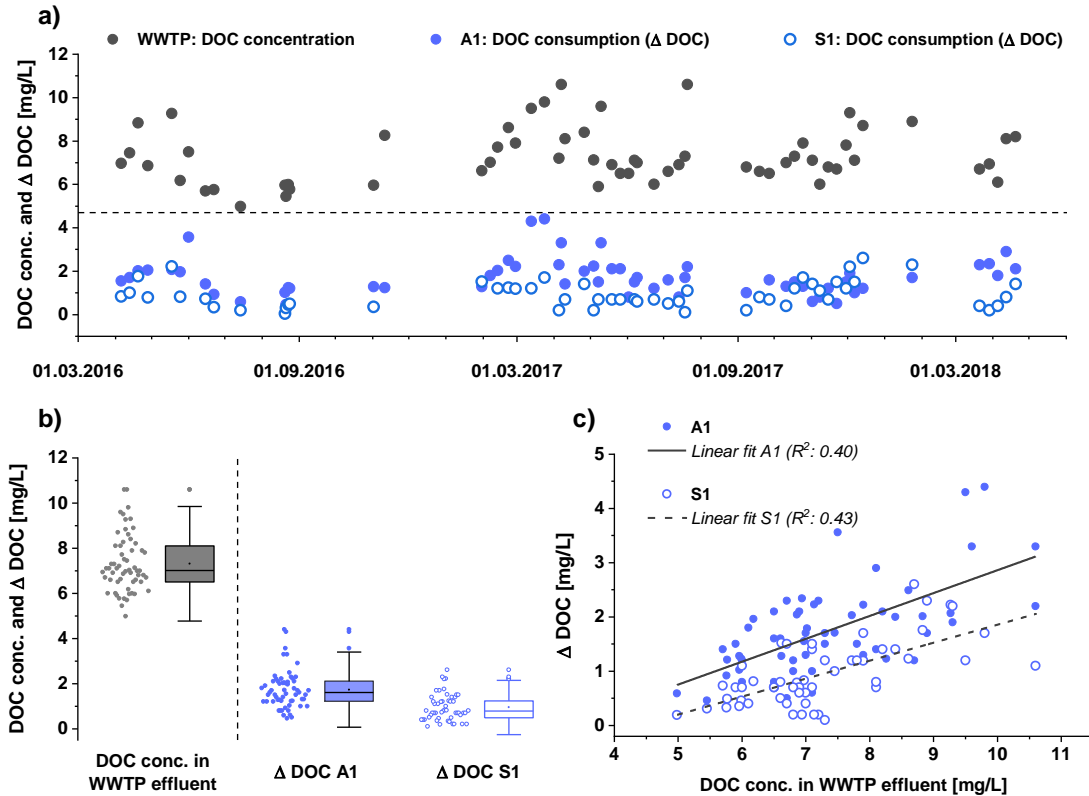 a)
WWTP: DOC concentration
A1: DOC consumption (Δ DOC)
S1: DOC consumption (Δ DOC)
DOC conc. and Δ DOC [mg/L]
12
10
8
6
4
2
0
01.03.2016
01.09.2016
01.03.2017
01.09.2017
01.03.2018
b)
DOC conc. and Δ DOC [mg/L]
12
10
8
6
4
2
0
DOC conc. in
WWTP effluent
Δ DOC A1
Δ DOC S1
c)
A1
Linear fit A1 (R²: 0.40)
S1
Linear fit S1 (R²: 0.43)
Δ DOC [mg/L]
5
4
3
2
1
0
4
5
6
7
8
9
10
11
DOC conc. in WWTP effluent [mg/L]